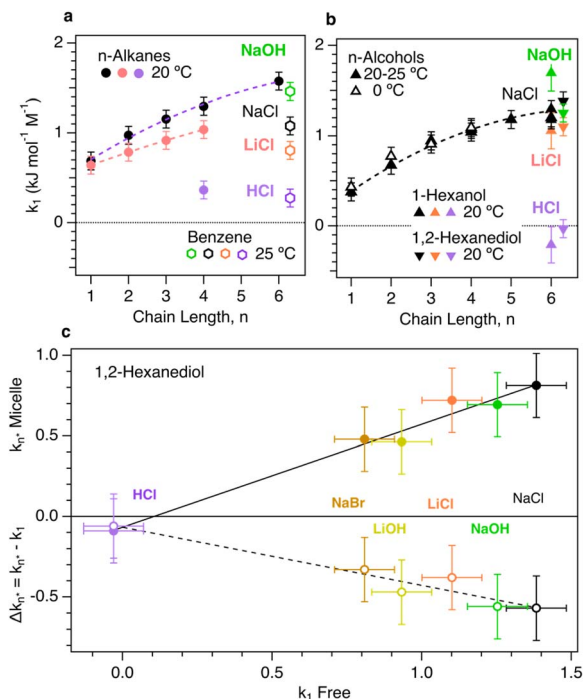 a
n-Alkanes
20 ºC
NaOH
NaCl
LiCl
HCl
Benzene
25 ºC
k₁ (kJ mol⁻¹ M⁻¹)
2
1
0
1 2 3 4 5 6
Chain Length, n
b
n-Alcohols
20-25 ºC
0 ºC
NaOH
NaCl
LiCl
HCl
1-Hexanol
20 ºC
1,2-Hexanediol
20 ºC
2
1
0
1 2 3 4 5 6
Chain Length, n
c
1,2-Hexanediol
kₙ* Micelle
Δkₙ* = kₙ* - k₁
1.0
0.5
0.0
-0.5
HCl
NaBr
LiOH
LiCl
NaOH
NaCl
0.0 0.5 1.0 1.5
k₁ Free